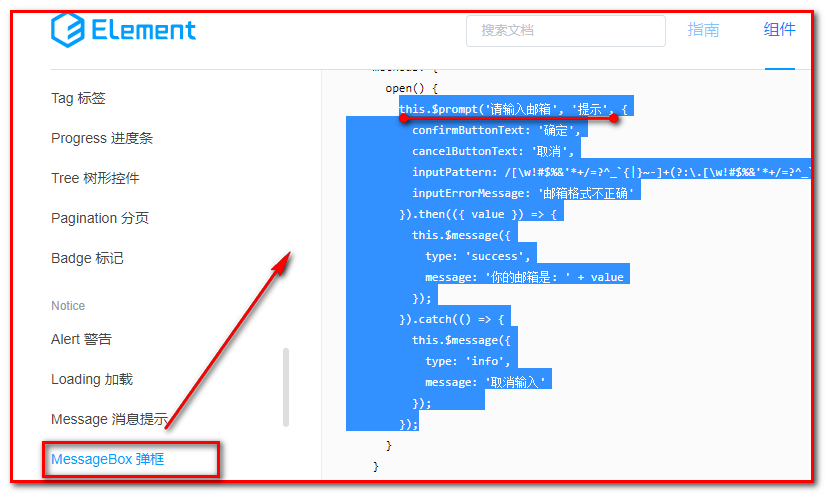 Element
搜索文档
指南
组件
Tag 标签
Progress 进度条
Tree 树形控件
Pagination 分页
Badge 标记
Notice
Alert 警告
Loading 加载
Message 消息提示
MessageBox 弹框
open() {
this.$prompt('请输入邮箱', '提示', {
confirmButtonText: '确定',
cancelButtonText: '取消',
inputPattern: /[\w!#$%&'*+/=?^_`{|}~-]+(?:\.[\w!#$%&'*+/=?^_`
inputErrorMessage: '邮箱格式不正确'
}).then(({ value }) => {
this.$message({
type: 'success',
message: '你的邮箱是: ' + value
});
}).catch(() => {
this.$message({
type: 'info',
message: '取消输入'
});
});
}
}